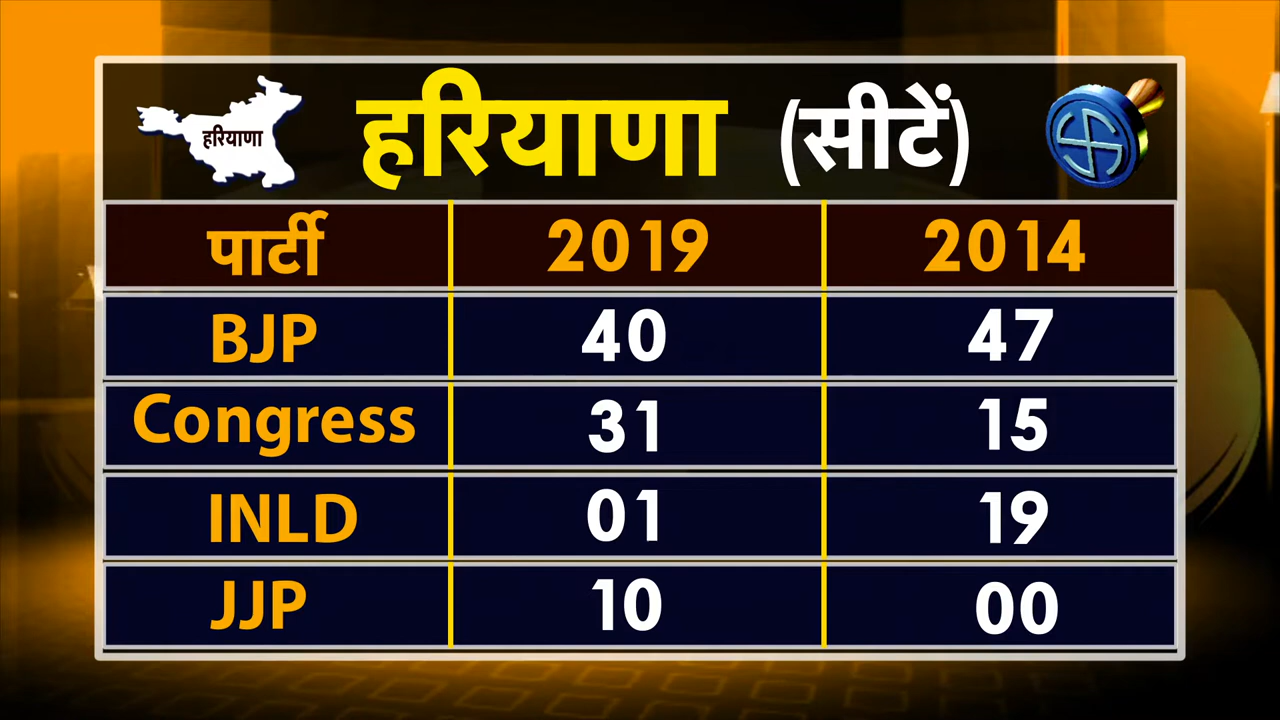 हरियाणा
हरियाणा (सीटें)
पार्टी 2019 2014
BJP 40 47
Congress 31 15
INLD 01 19
JJP 10 00